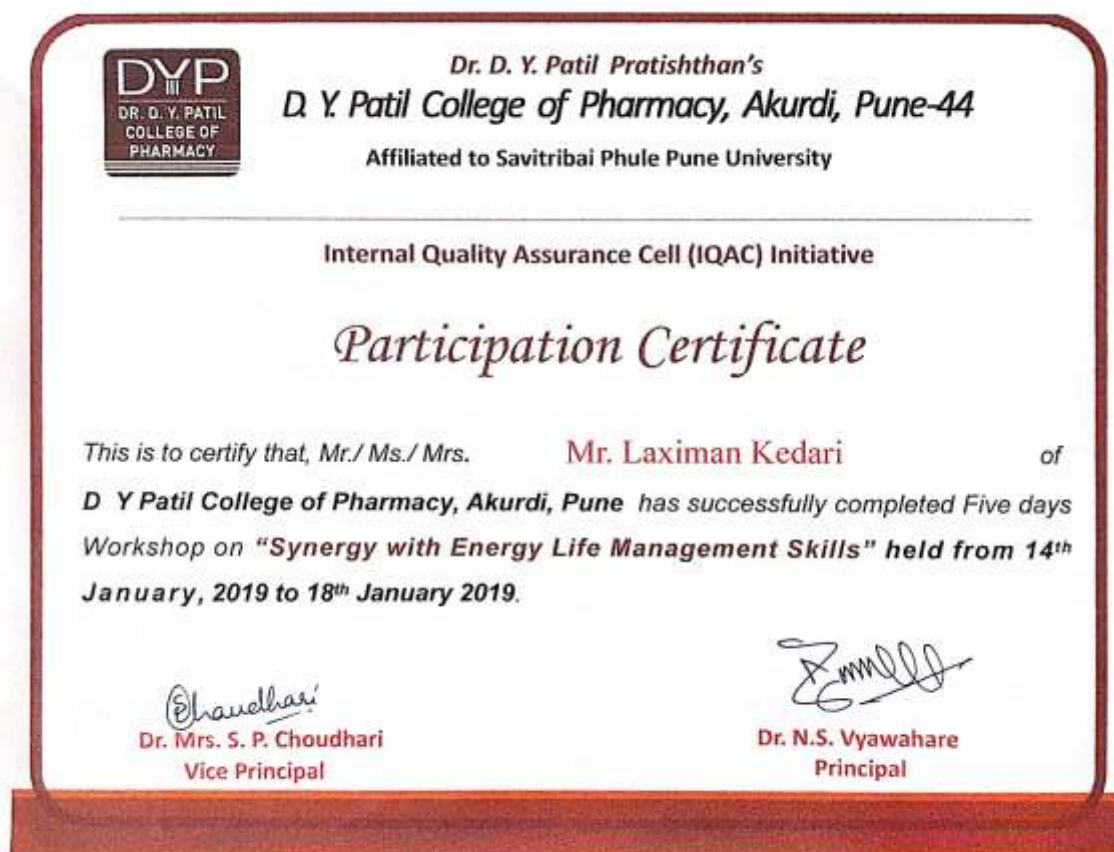 DYP
DR. D. Y. PATIL
COLLEGE OF
PHARMACY
Dr. D. Y. Patil Pratishthan's
D. Y. Patil College of Pharmacy, Akurdi, Pune-44
Affiliated to Savitribai Phule Pune University
Internal Quality Assurance Cell (IQAC) Initiative
Participation Certificate
This is to certify that, Mr./ Ms./ Mrs. Mr. Laximan Kedari of
D Y Patil College of Pharmacy, Akurdi, Pune has successfully completed Five days
Workshop on "Synergy with Energy Life Management Skills" held from 14th
January, 2019 to 18th January 2019.
Dr. Mrs. S. P. Choudhari
Vice Principal
Dr. N.S. Vyawahare
Principal